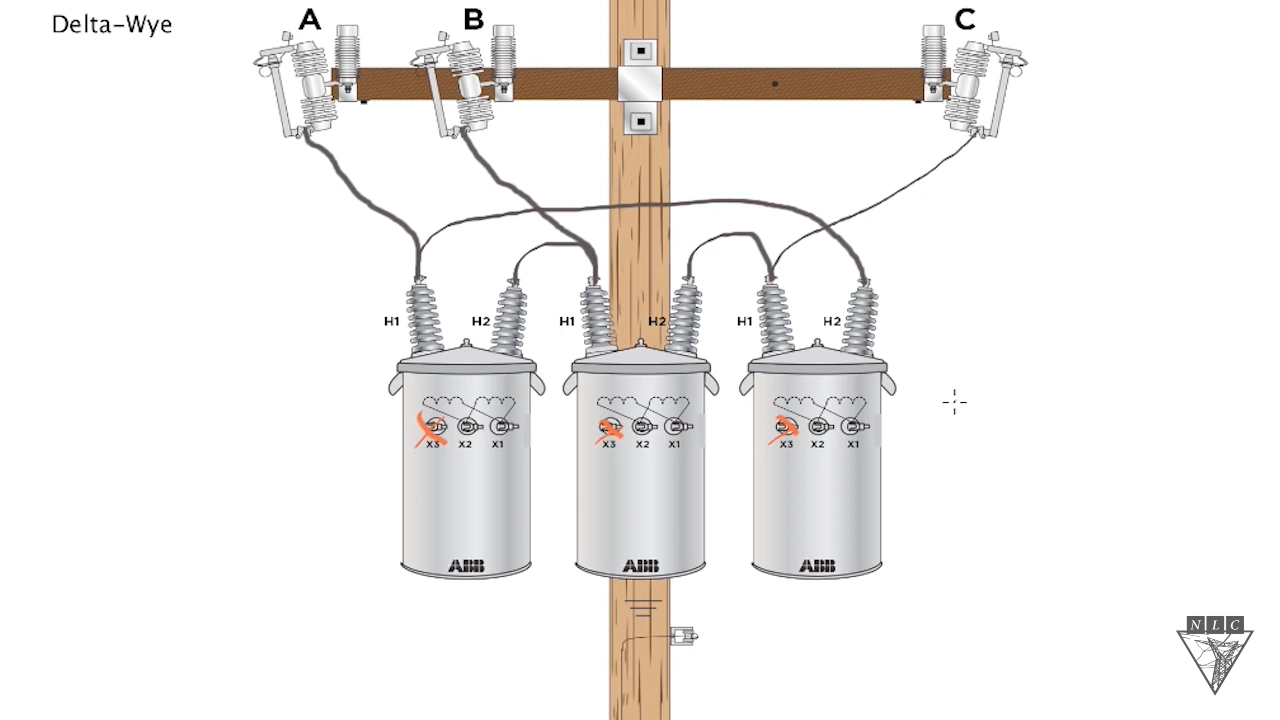 Delta-Wye
A B C
H1 H2 H1 H2 H1 H2
X3 X2 X1 X3 X2 X1 X3 X2 X1
ABB ABB ABB
NLC